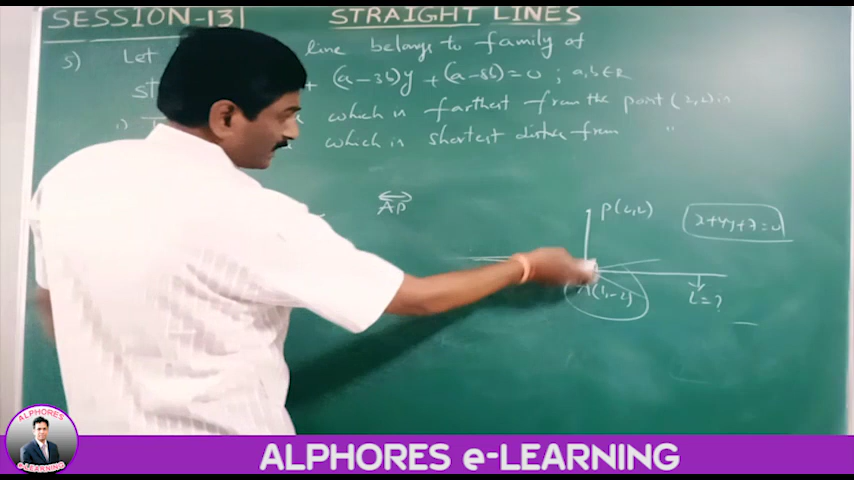 SESSION-13
STRAIGHT LINES
5) Let line belongs to family of
st + (a-3b)y + (a-8b)=0 ; a,b∈R
i) which is farthest from the point (2,2) is
which is shortest distance from "
AP
P(2,2)
x+4y+7=0
A(1,-2)
L=?
ALPHORES
e-LEARNING
ALPHORES e-LEARNING